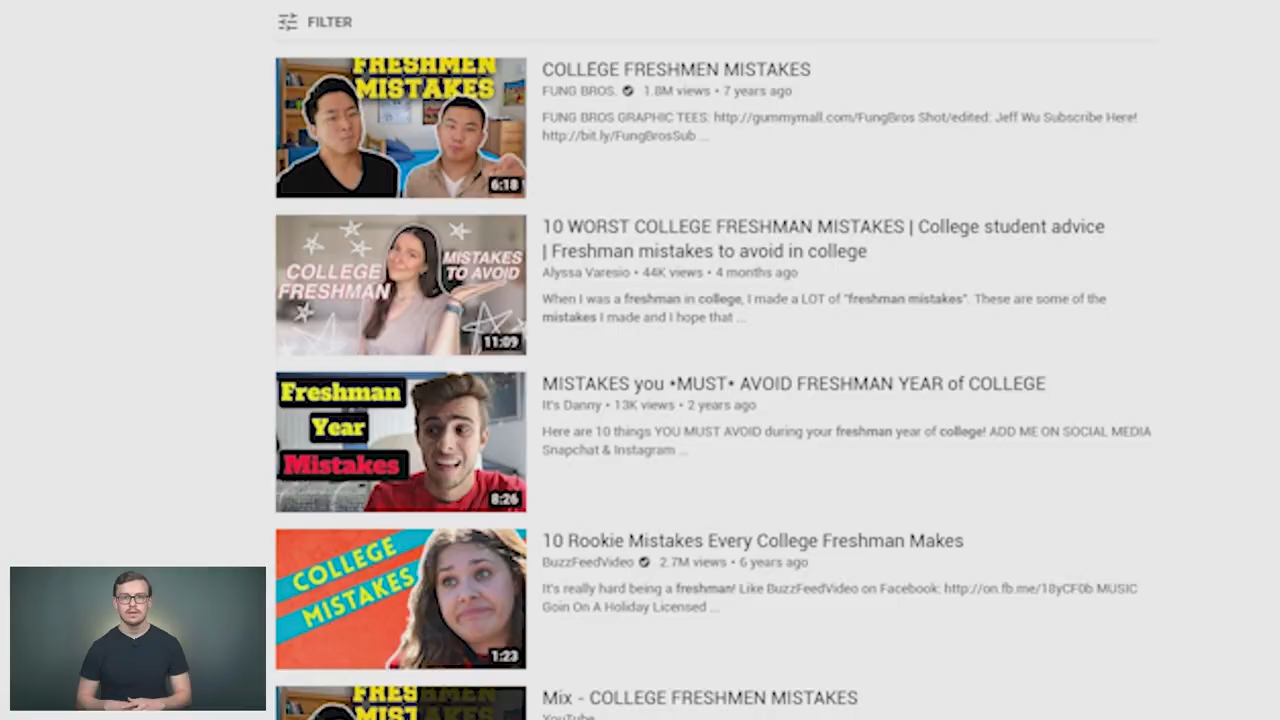 FILTER
FRESHMEN
MISTAKES
6:18
COLLEGE FRESHMEN MISTAKES
FUNG BROS. 1.8M views • 7 years ago
FUNG BROS GRAPHIC TEES: http://gummymall.com/FungBros Shot/edited: Jeff Wu Subscribe Here!
http://bit.ly/FungBrosSub ...
COLLEGE
FRESHMAN
MISTAKES
TO AVOID
11:09
10 WORST COLLEGE FRESHMAN MISTAKES | College student advice
| Freshman mistakes to avoid in college
Alyssa Varesio • 44K views • 4 months ago
When I was a freshman in college, I made a LOT of "freshman mistakes". These are some of the
mistakes I made and I hope that ...
Freshman
Year
Mistakes
8:26
MISTAKES you *MUST* AVOID FRESHMAN YEAR of COLLEGE
It's Danny • 13K views • 2 years ago
Here are 10 things YOU MUST AVOID during your freshman year of college! ADD ME ON SOCIAL MEDIA
Snapchat & Instagram ...
COLLEGE
MISTAKES
1:23
10 Rookie Mistakes Every College Freshman Makes
BuzzFeedVideo 2.7M views • 6 years ago
It's really hard being a freshman! Like BuzzFeedVideo on Facebook: http://on.fb.me/18yCF0b MUSIC
Goin On A Holiday Licensed ...
FRESHMEN
MISTAKES
Mix - COLLEGE FRESHMEN MISTAKES
YouTube